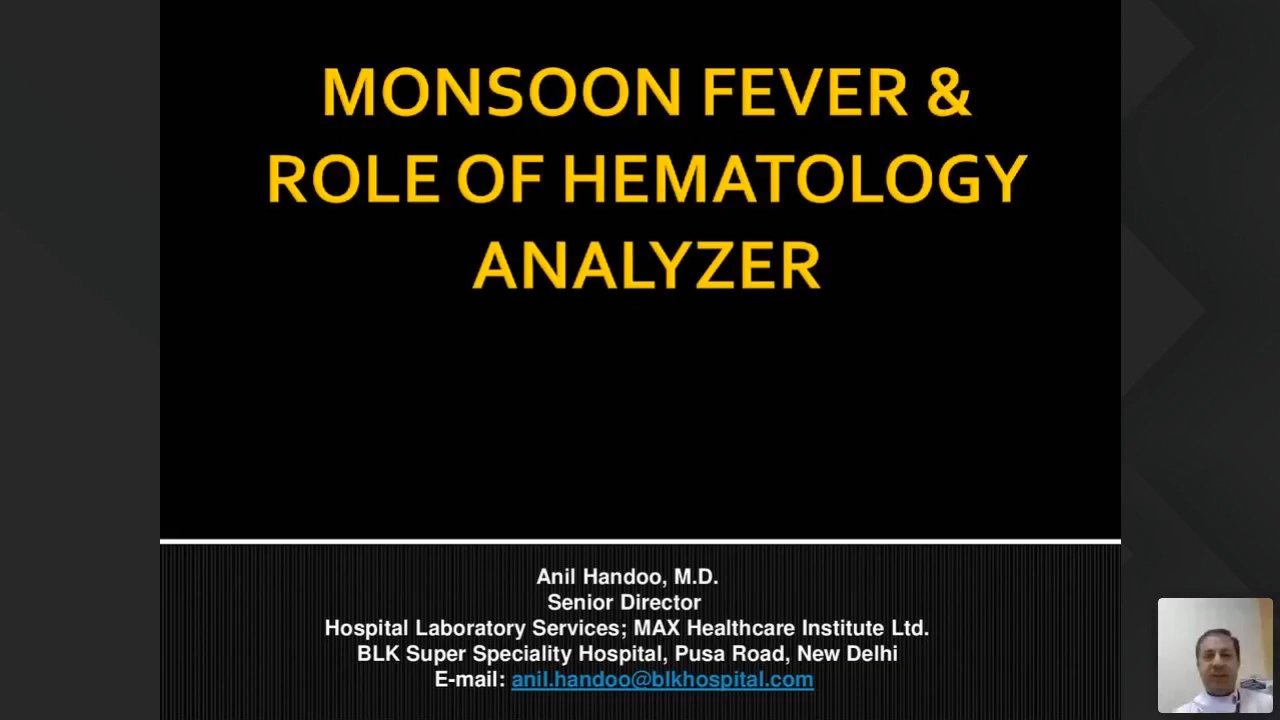 MONSOON FEVER &
ROLE OF HEMATOLOGY
ANALYZER
Anil Handoo, M.D.
Senior Director
Hospital Laboratory Services; MAX Healthcare Institute Ltd.
BLK Super Speciality Hospital, Pusa Road, New Delhi
E-mail: anil.handoo@blkhospital.com